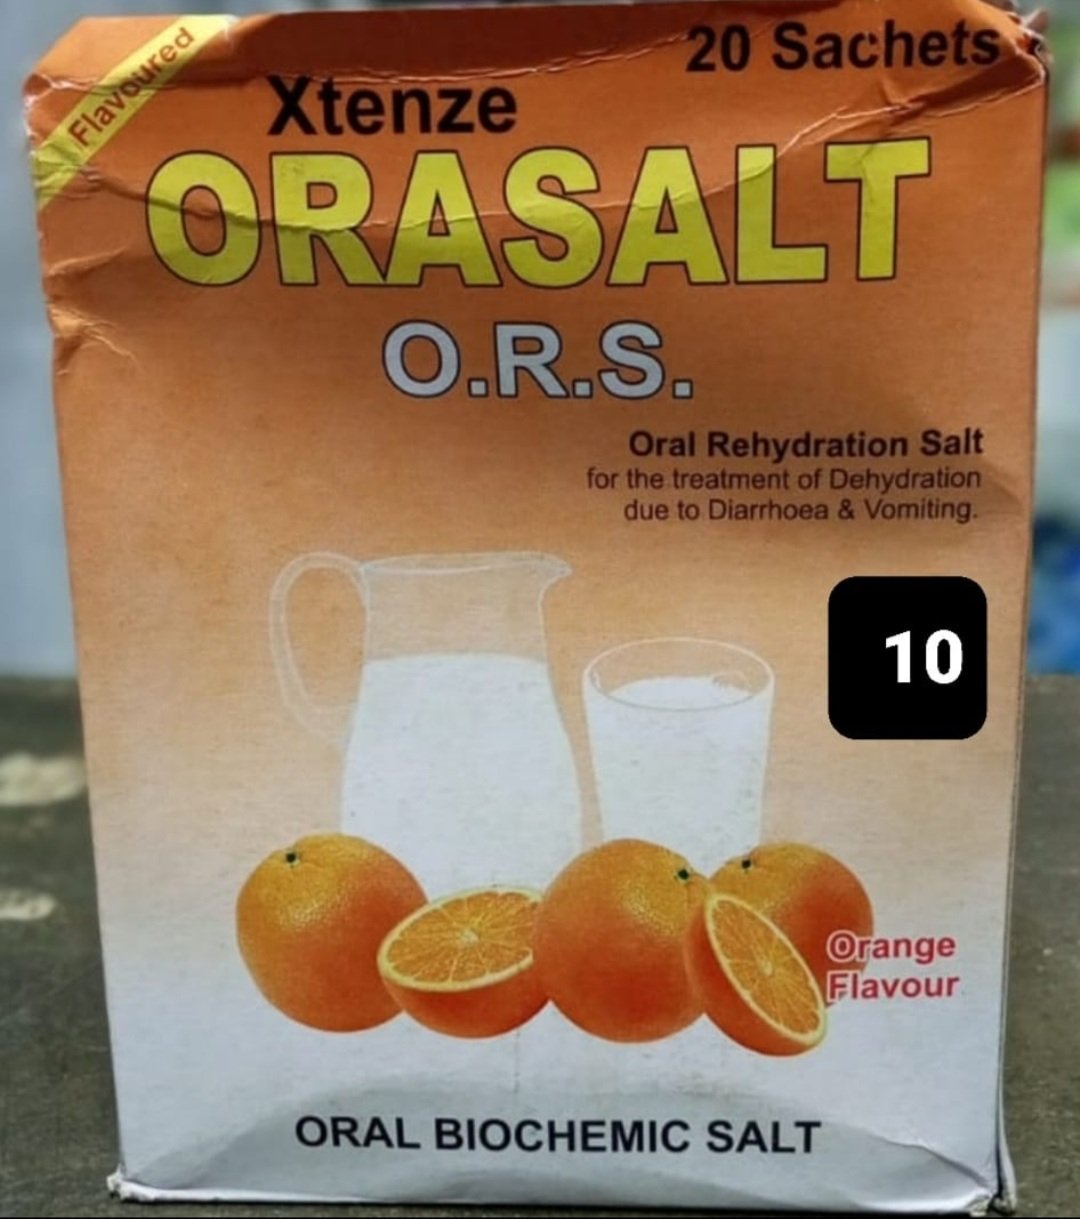 Flavoured
20 Sachets
Xtenze
ORASALT
O.R.S.
Oral Rehydration Salt
for the treatment of Dehydration
due to Diarrhoea & Vomiting.
10
Orange
Flavour
ORAL BIOCHEMIC SALT